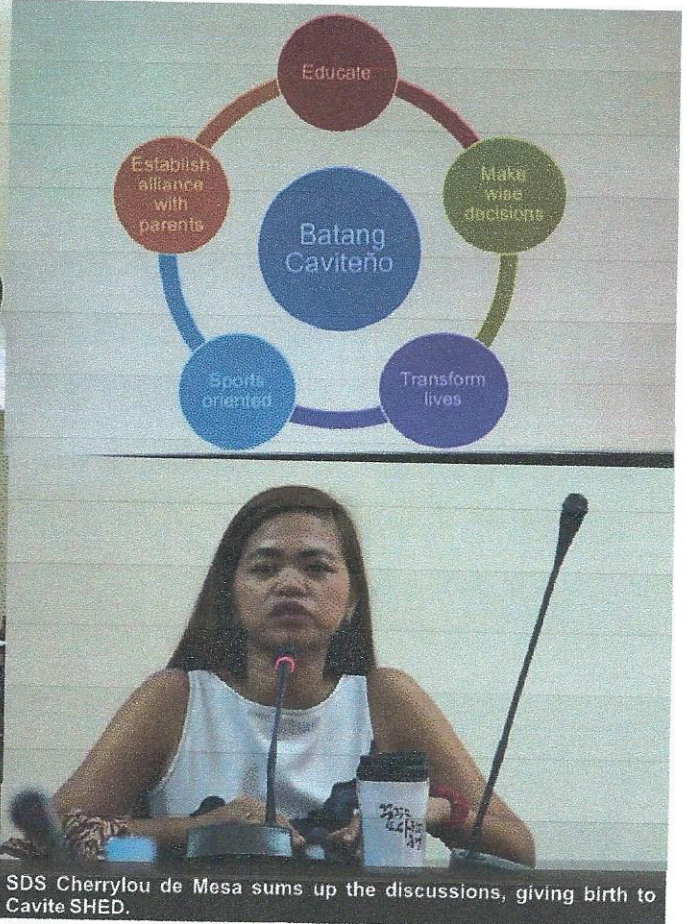 Educate
Establish
alliance
with
parents
Make
wise
decisions
Batang
Caviteño
Sports
oriented
Transform
lives
SDS Cherrylou de Mesa sums up the discussions, giving birth to
Cavite SHED.